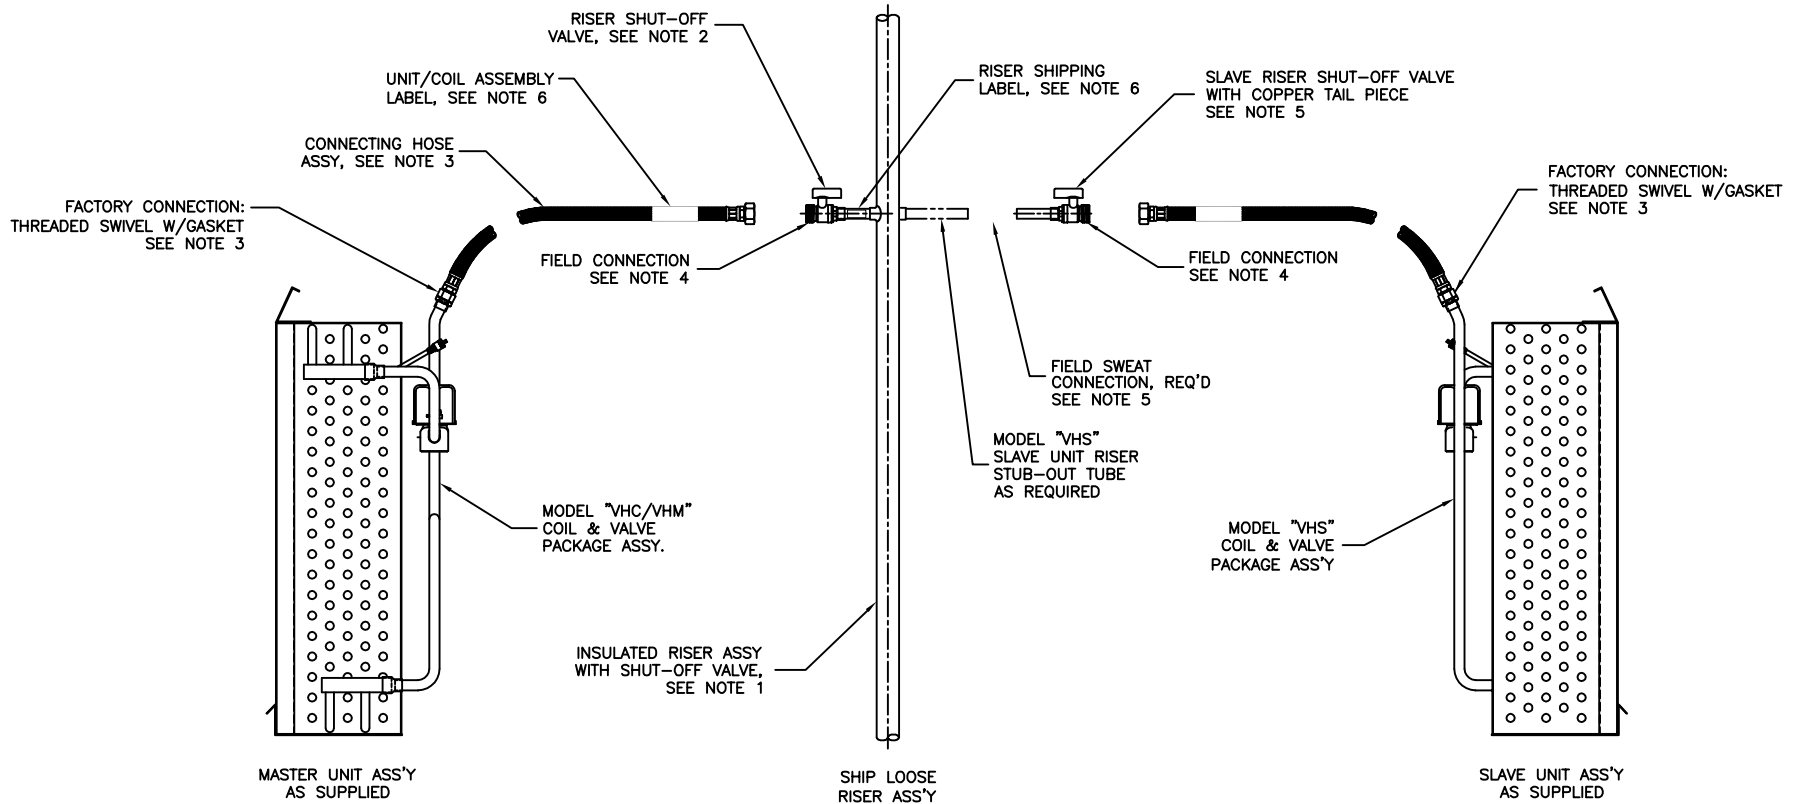 RISER SHUT-OFF
VALVE, SEE NOTE 2
UNIT/COIL ASSEMBLY
LABEL, SEE NOTE 6
CONNECTING HOSE
ASSY, SEE NOTE 3
FACTORY CONNECTION:
THREADED SWIVEL W/GASKET
SEE NOTE 3
RISER SHIPPING
LABEL, SEE NOTE 6
SLAVE RISER SHUT-OFF VALVE
WITH COPPER TAIL PIECE
SEE NOTE 5
FACTORY CONNECTION:
THREADED SWIVEL W/GASKET
SEE NOTE 3
FIELD CONNECTION
SEE NOTE 4
FIELD CONNECTION
SEE NOTE 4
FIELD SWEAT
CONNECTION, REQ'D
SEE NOTE 5
MODEL "VHS"
SLAVE UNIT RISER
STUB-OUT TUBE
AS REQUIRED
MODEL "VHC/VHM"
COIL & VALVE
PACKAGE ASSY.
MODEL "VHS"
COIL & VALVE
PACKAGE ASS'Y
INSULATED RISER ASSY
WITH SHUT-OFF VALVE,
SEE NOTE 1
MASTER UNIT ASS'Y
AS SUPPLIED
SHIP LOOSE
RISER ASS'Y
SLAVE UNIT ASS'Y
AS SUPPLIED